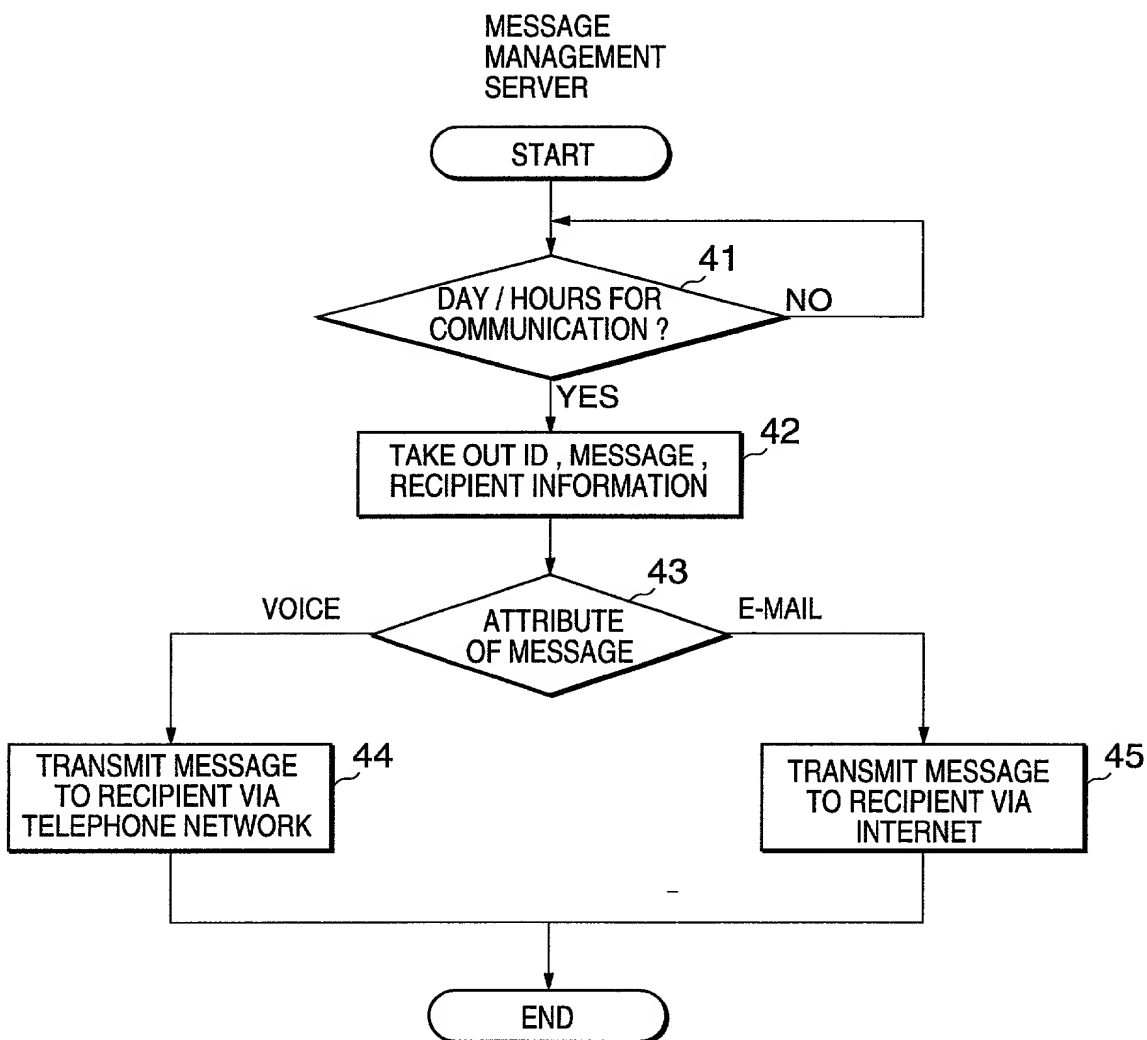 MESSAGE
MANAGEMENT
SERVER
START
41
DAY / HOURS FOR
COMMUNICATION ?
NO
YES
42
TAKE OUT ID , MESSAGE ,
RECIPIENT INFORMATION
43
VOICE
ATTRIBUTE
OF MESSAGE
E-MAIL
44
TRANSMIT MESSAGE
TO RECIPIENT VIA
TELEPHONE NETWORK
45
TRANSMIT MESSAGE
TO RECIPIENT VIA
INTERNET
END